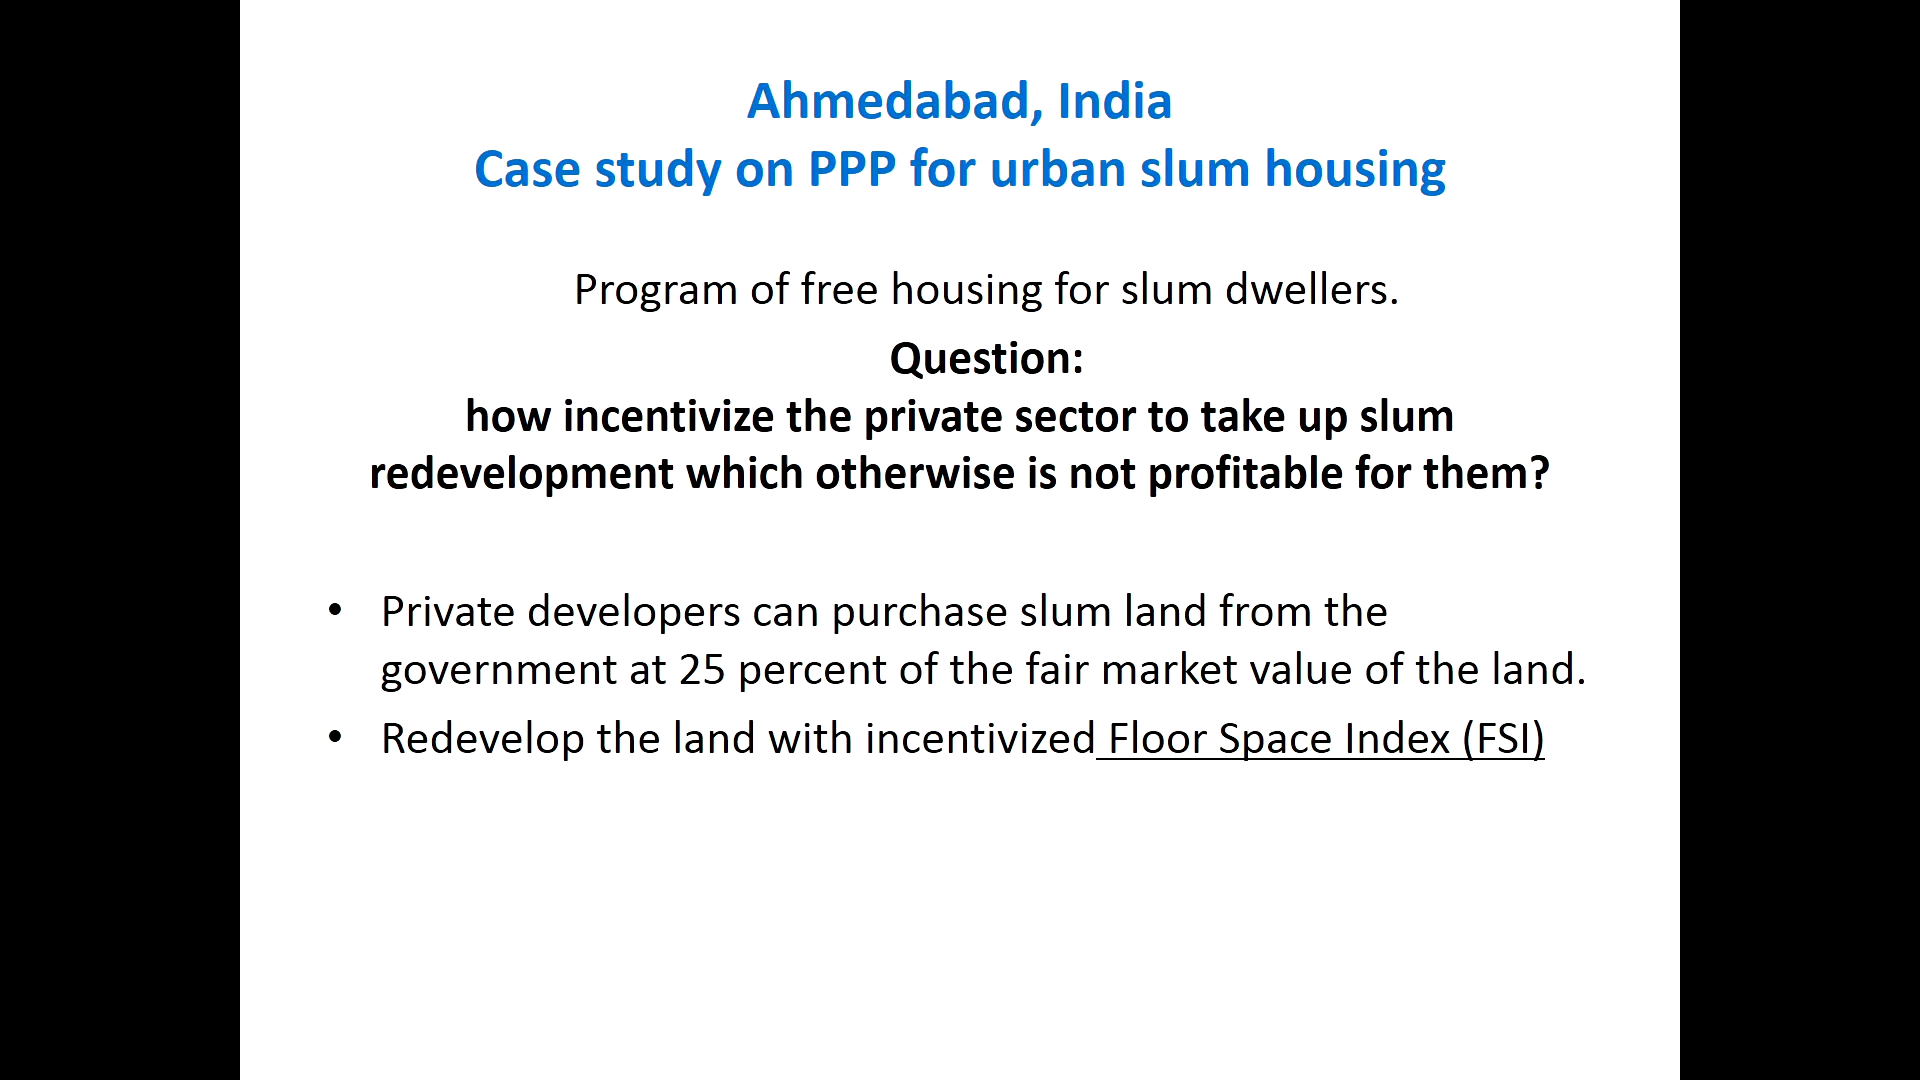 Ahmedabad, India
Case study on PPP for urban slum housing
Program of free housing for slum dwellers.
Question:
how incentivize the private sector to take up slum
redevelopment which otherwise is not profitable for them?
• Private developers can purchase slum land from the
government at 25 percent of the fair market value of the land.
• Redevelop the land with incentivized Floor Space Index (FSI)